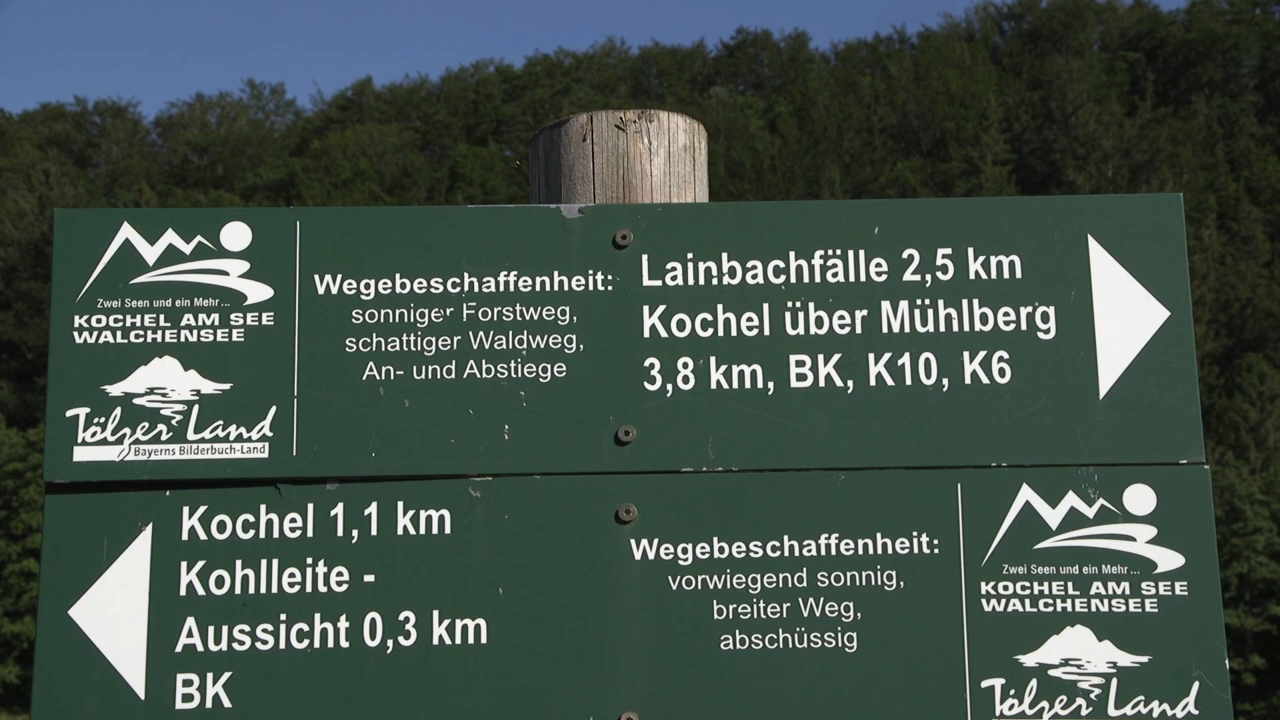 Zwei Seen und ein Mehr...
KOCHEL AM SEE
WALCHENSEE
Tölzer Land
Bayerns Bilderbuch-Land
Wegebeschaffenheit:
sonniger Forstweg,
schattiger Waldweg,
An- und Abstiege
Lainbachfälle 2,5 km
Kochel über Mühlberg
3,8 km, BK, K10, K6
Kochel 1,1 km
Kohlleite -
Aussicht 0,3 km
BK
Wegebeschaffenheit:
vorwiegend sonnig,
breiter Weg,
abschüssig
Zwei Seen und ein Mehr...
KOCHEL AM SEE
WALCHENSEE
Tölzer Land